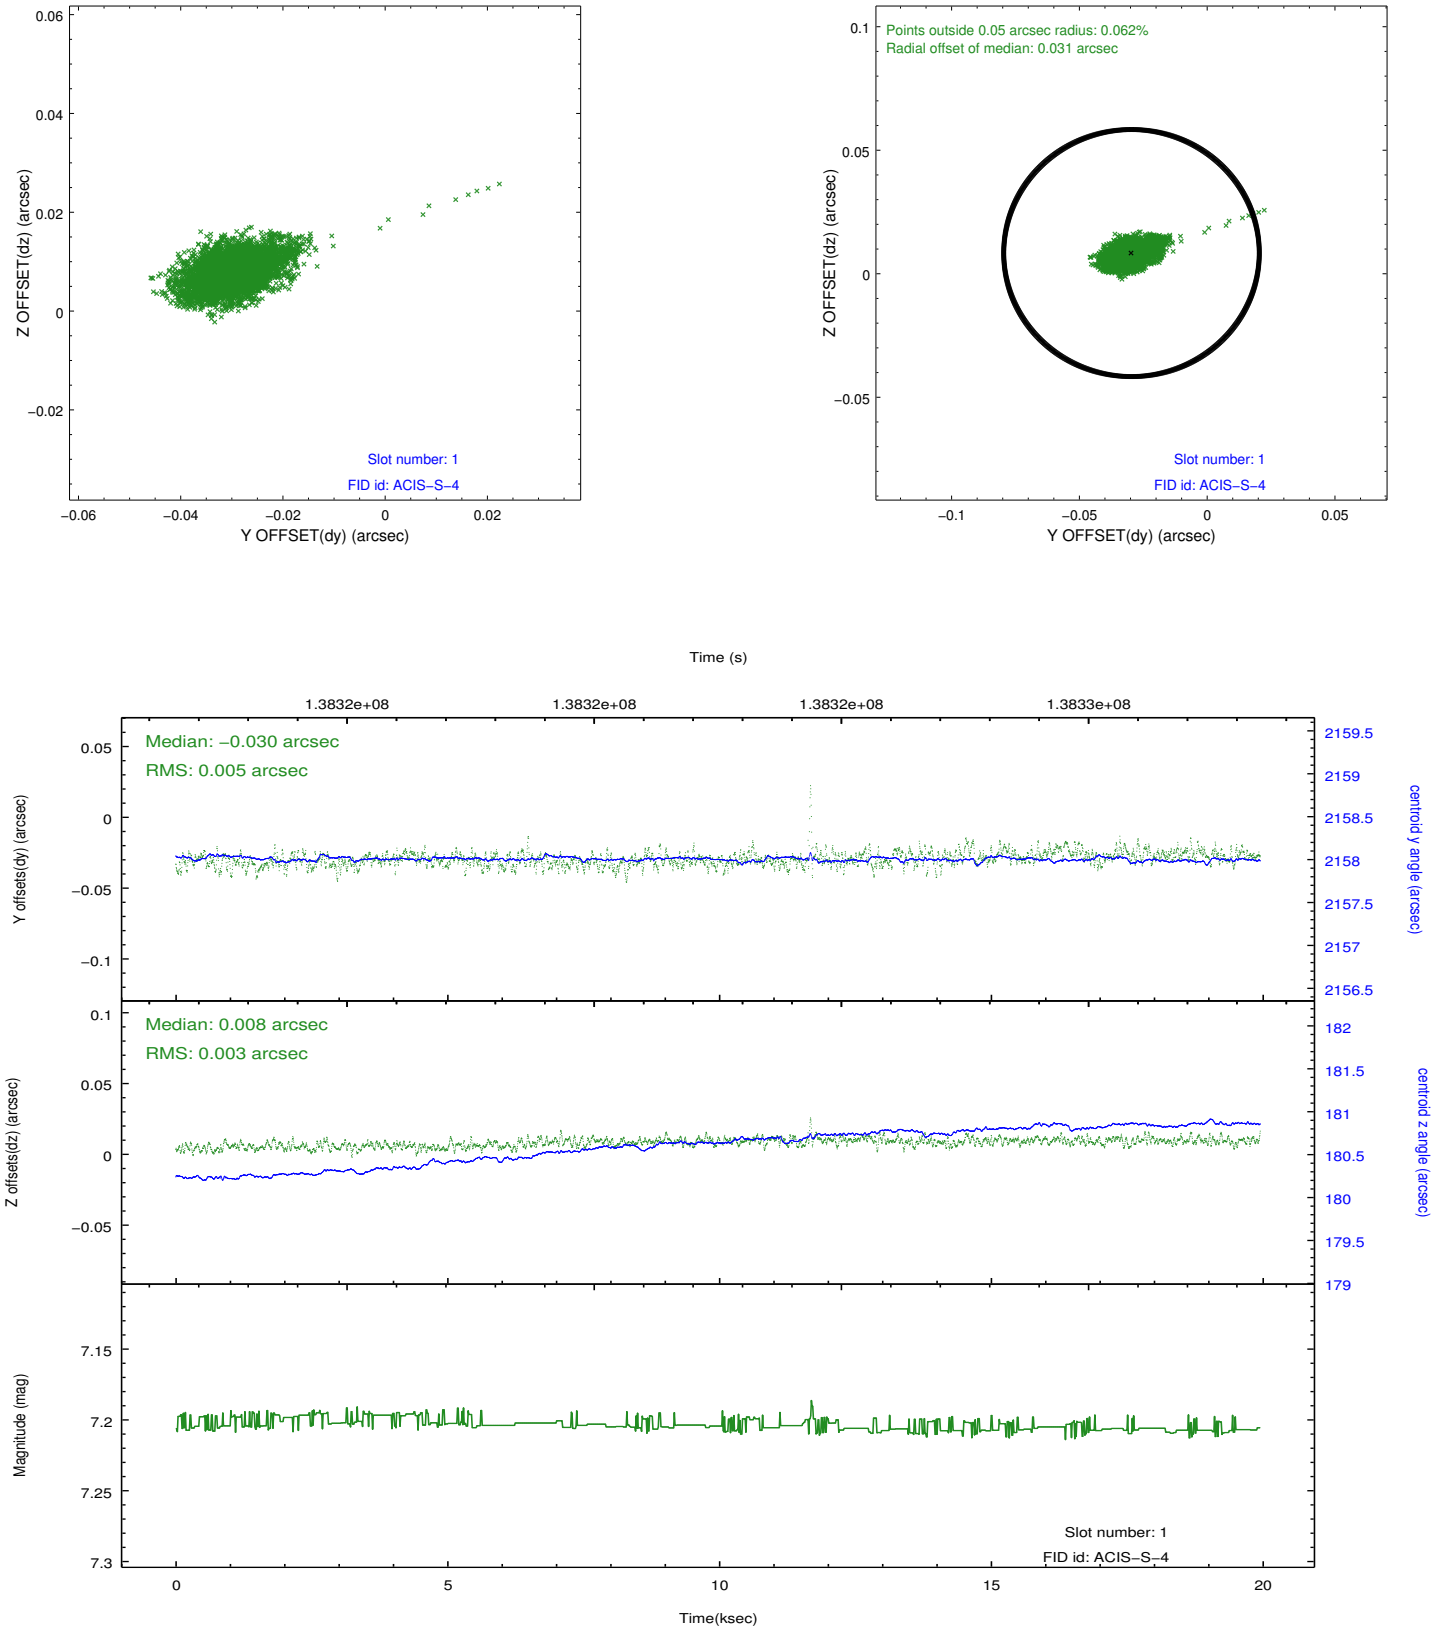 0.06
0.04
0.02
0
−0.02
Z OFFSET(dz) (arcsec)
Slot number: 1
FID id: ACIS−S−4
−0.06
−0.04
−0.02
0
0.02
Y OFFSET(dy) (arcsec)
Points outside 0.05 arcsec radius: 0.062%
Radial offset of median: 0.031 arcsec
0.1
0.05
0
−0.05
Z OFFSET(dz) (arcsec)
Slot number: 1
FID id: ACIS−S−4
−0.1
−0.05
0
0.05
Y OFFSET(dy) (arcsec)
Time (s)
1.3832e+08
1.3832e+08
1.3832e+08
1.3833e+08
Median: −0.030 arcsec
RMS: 0.005 arcsec
0.05
0
−0.05
−0.1
Y offsets(dy) (arcsec)
2159.5
2159
2158.5
2158
2157.5
2157
2156.5
centroid y angle (arcsec)
Median: 0.008 arcsec
RMS: 0.003 arcsec
0.1
0.05
0
−0.05
Z offsets(dz) (arcsec)
182
181.5
181
180.5
180
179.5
179
centroid z angle (arcsec)
7.15
7.2
7.25
7.3
Magnitude (mag)
Slot number: 1
FID id: ACIS−S−4
0
5
10
15
20
Time(ksec)